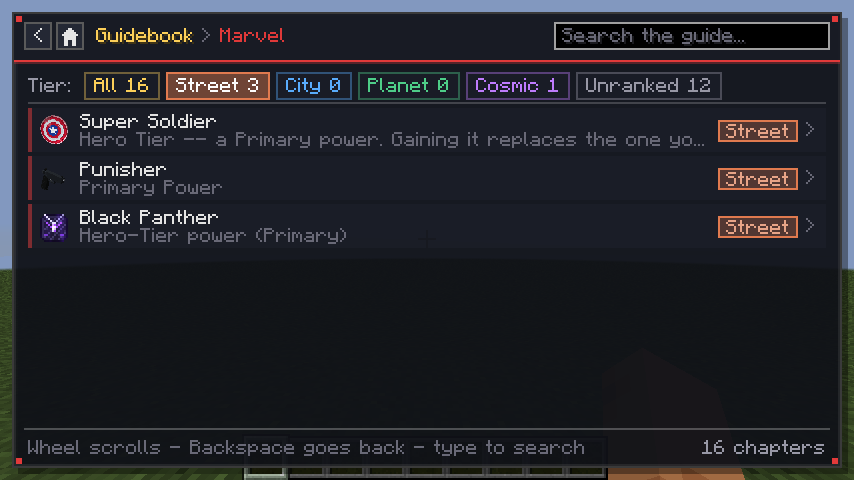 Guidebook > Marvel
Search the guide...
Tier: All 16 Street 3 City 0 Planet 0 Cosmic 1 Unranked 12
Super Soldier
Hero Tier -- a Primary power. Gaining it replaces the one yo...
Street
Punisher
Primary Power
Street
Black Panther
Hero-Tier power (Primary)
Street
Wheel scrolls - Backspace goes back - type to search
16 chapters